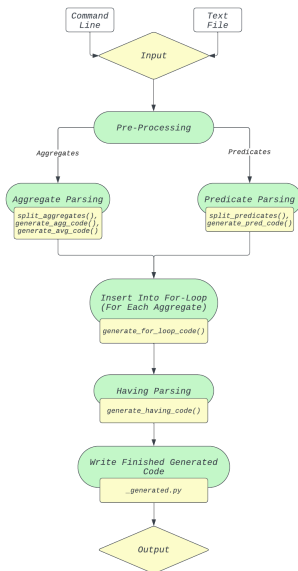 Command
Line
Text
File
Input
Pre-Processing
Aggregates
Predicates
Aggregate Parsing
split_aggregates(),
generate_agg_code(),
generate_avg_code()
Predicate Parsing
split_predicates(),
generate_pred_code()
Insert Into For-Loop
(For Each Aggregate)
generate_for_loop_code()
Having Parsing
generate_having_code()
Write Finished Generated
Code
_generated.py
Output